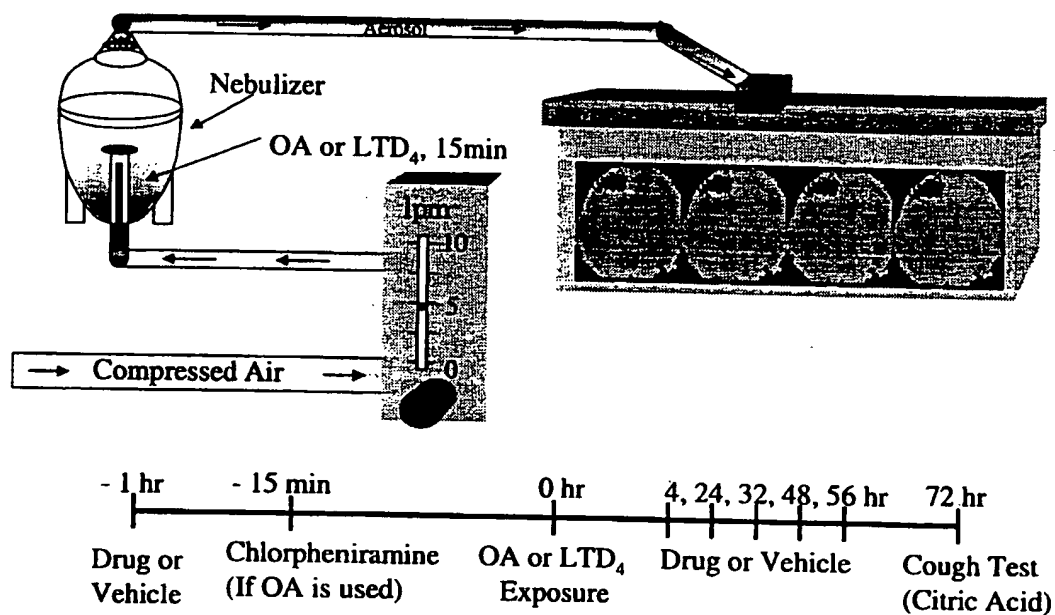 Aerosol
Nebulizer
OA or LTD₄, 15min
lpm
10
5
0
Compressed Air
- 1 hr
- 15 min
0 hr
4, 24, 32, 48, 56 hr
72 hr
Drug or
Vehicle
Chlorpheniramine
(If OA is used)
OA or LTD₄
Exposure
Drug or Vehicle
Cough Test
(Citric Acid)